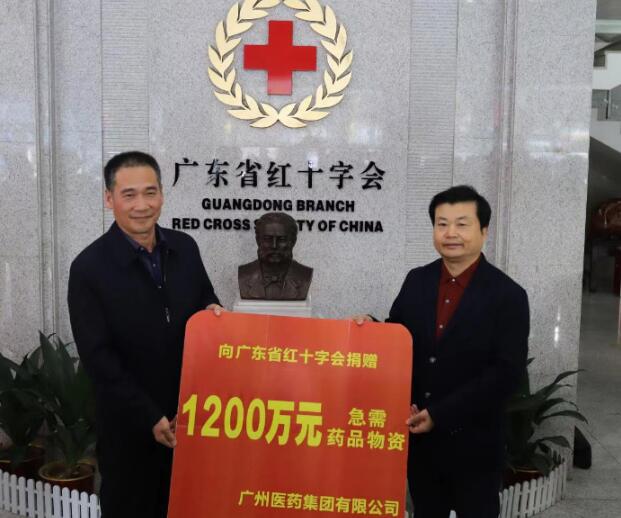 广东省红十字会
GUANGDONG BRANCH
RED CROSS S TY OF CHINA
向广东省红十字会捐赠
1200万元 急需
药品物资
广州医药集团有限公司